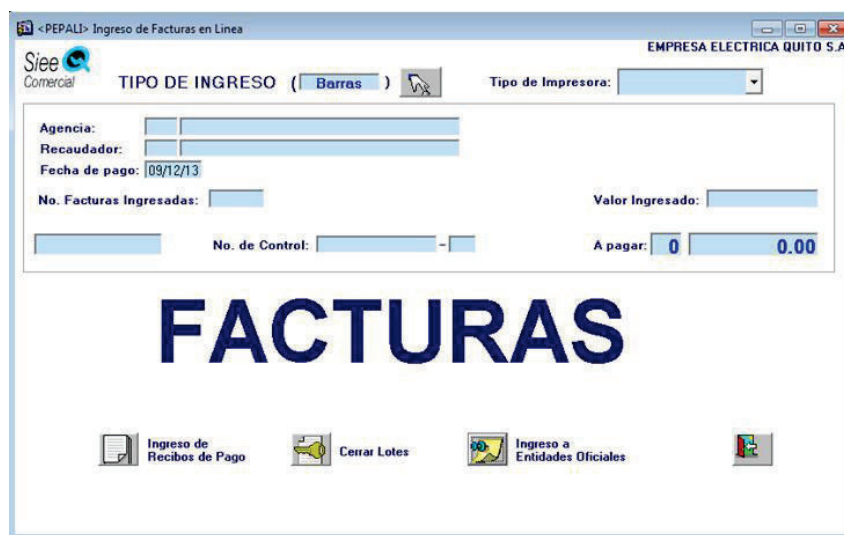 <PEPALI> Ingreso de Facturas en Linea
EMPRESA ELECTRICA QUITO S.A
Siee
Comercial
TIPO DE INGRESO ( Barras )
Tipo de Impresora:
Agencia:
Recaudador:
Fecha de pago: 09/12/13
No. Facturas Ingresadas:
Valor Ingresado:
No. de Control: -
A pagar: 0 0.00
FACTURAS
Ingreso de
Recibos de Pago
Cerrar Lotes
Ingreso a
Entidades Oficiales